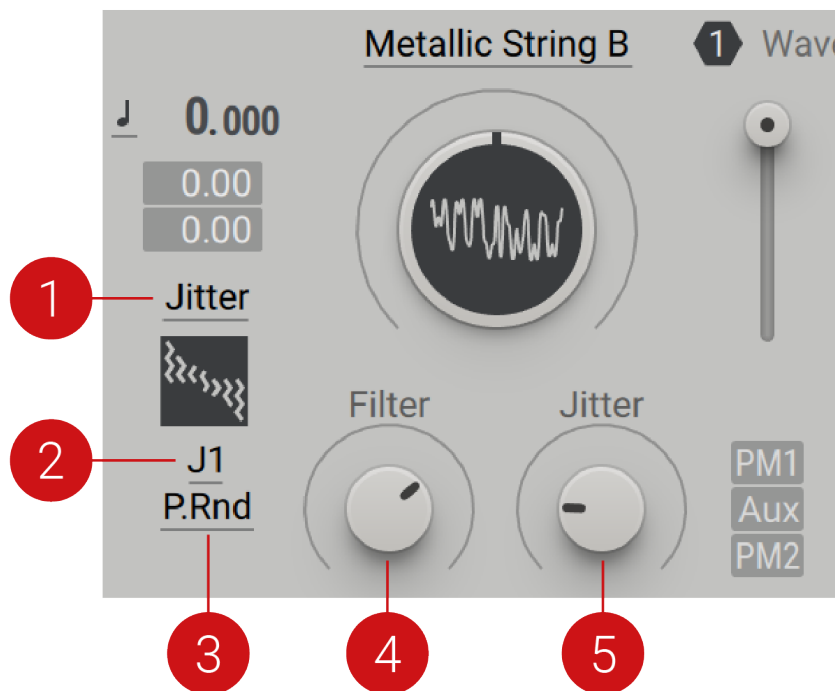 Metallic String B
1 Wave
0.000
0.00
0.00
1
Jitter
Filter
Jitter
2
J1
P.Rnd
PM1
Aux
PM2
3
4
5